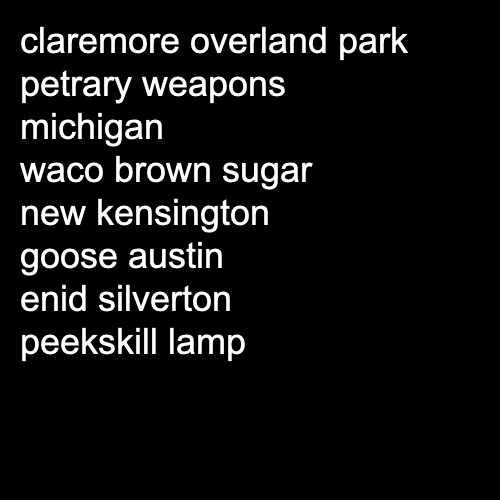 claremore overland park
petrary weapons
michigan
waco brown sugar
new kensington
goose austin
enid silverton
peekskill lamp